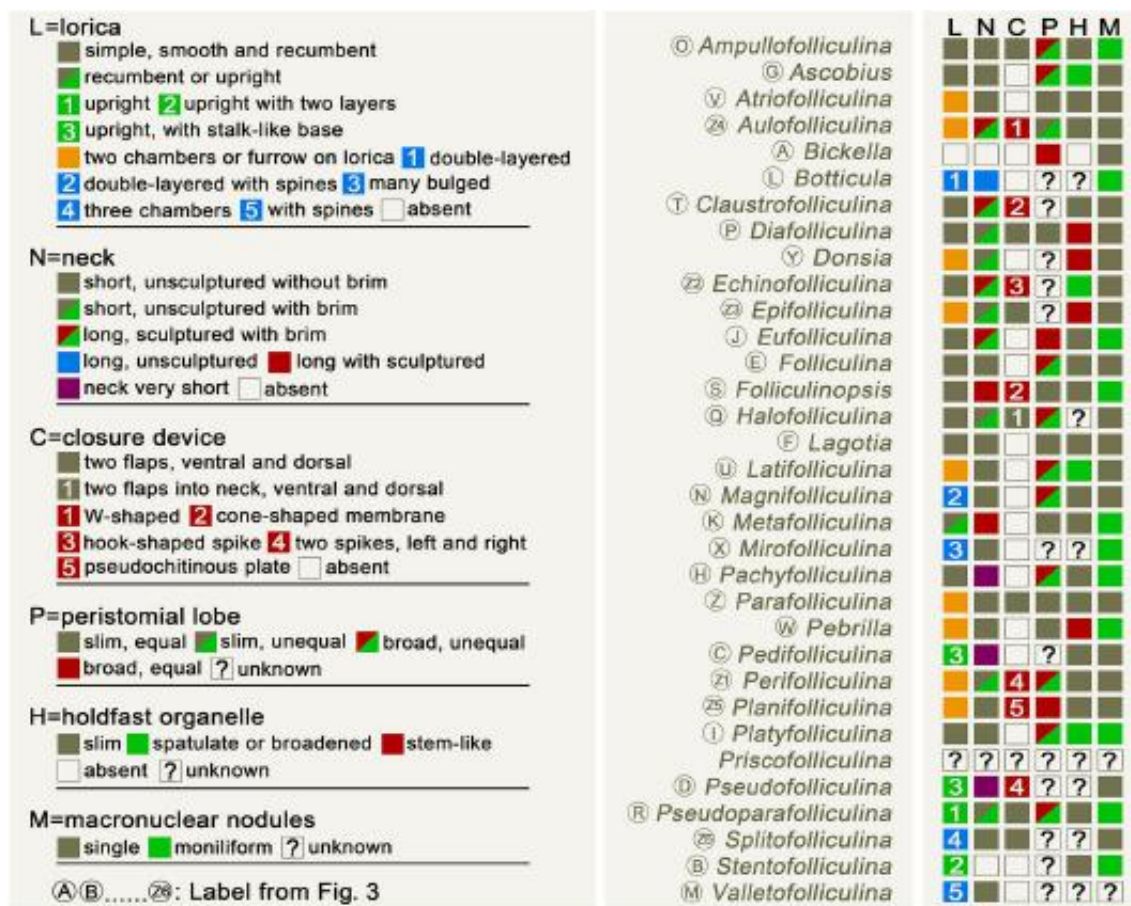 L=lorica
simple, smooth and recumbent
recumbent or upright
1 upright 2 upright with two layers
3 upright, with stalk-like base
two chambers or furrow on lorica 1 double-layered
2 double-layered with spines 3 many bulged
4 three chambers 5 with spines absent
N=neck
short, unsculptured without brim
short, unsculptured with brim
long, sculptured with brim
long, unsculptured long with sculptured
neck very short absent
C=closure device
two flaps, ventral and dorsal
1 two flaps into neck, ventral and dorsal
1 W-shaped 2 cone-shaped membrane
3 hook-shaped spike 4 two spikes, left and right
5 pseudochitinous plate absent
P=peristomial lobe
slim, equal slim, unequal broad, unequal
broad, equal ? unknown
H=holdfast organelle
slim spatulate or broadened stem-like
absent ? unknown
M=macronuclear nodules
single moniliform ? unknown
Ⓐ Ⓑ ...... Z6: Label from Fig. 3
L N C P H M
Ⓞ Ampullofolliculina
Ⓖ Ascobius
Ⓥ Atriofolliculina
Z4 Aulofolliculina 1
Ⓐ Bickella
Ⓛ Botticula 1 ? ?
Ⓣ Claustrofolliculina 2 ?
Ⓟ Diafolliculina
Ⓨ Donsia ?
Z2 Echinofolliculina 3 ?
Z3 Epifolliculina ?
Ⓙ Eufolliculina
Ⓔ Folliculina
Ⓢ Folliculinopsis 2
Ⓠ Halofolliculina 1 ?
Ⓕ Lagotia
Ⓤ Latifolliculina
Ⓝ Magnifolliculina 2
Ⓚ Metafolliculina
Ⓧ Mirofolliculina 3 ? ?
Ⓗ Pachyfolliculina
Ⓩ Parafolliculina
Ⓦ Pebrilla
Ⓒ Pedifolliculina 3 ?
Z1 Perifolliculina 4
Z5 Planifolliculina 5
Ⓘ Platyfolliculina
Priscofolliculina ? ? ? ? ? ?
Ⓓ Pseudofolliculina 3 4 ? ?
Ⓡ Pseudoparafolliculina 1
Z6 Splitofolliculina 4 ? ?
Ⓑ Stentofolliculina 2 ?
Ⓜ Valletofolliculina 5 ? ? ?